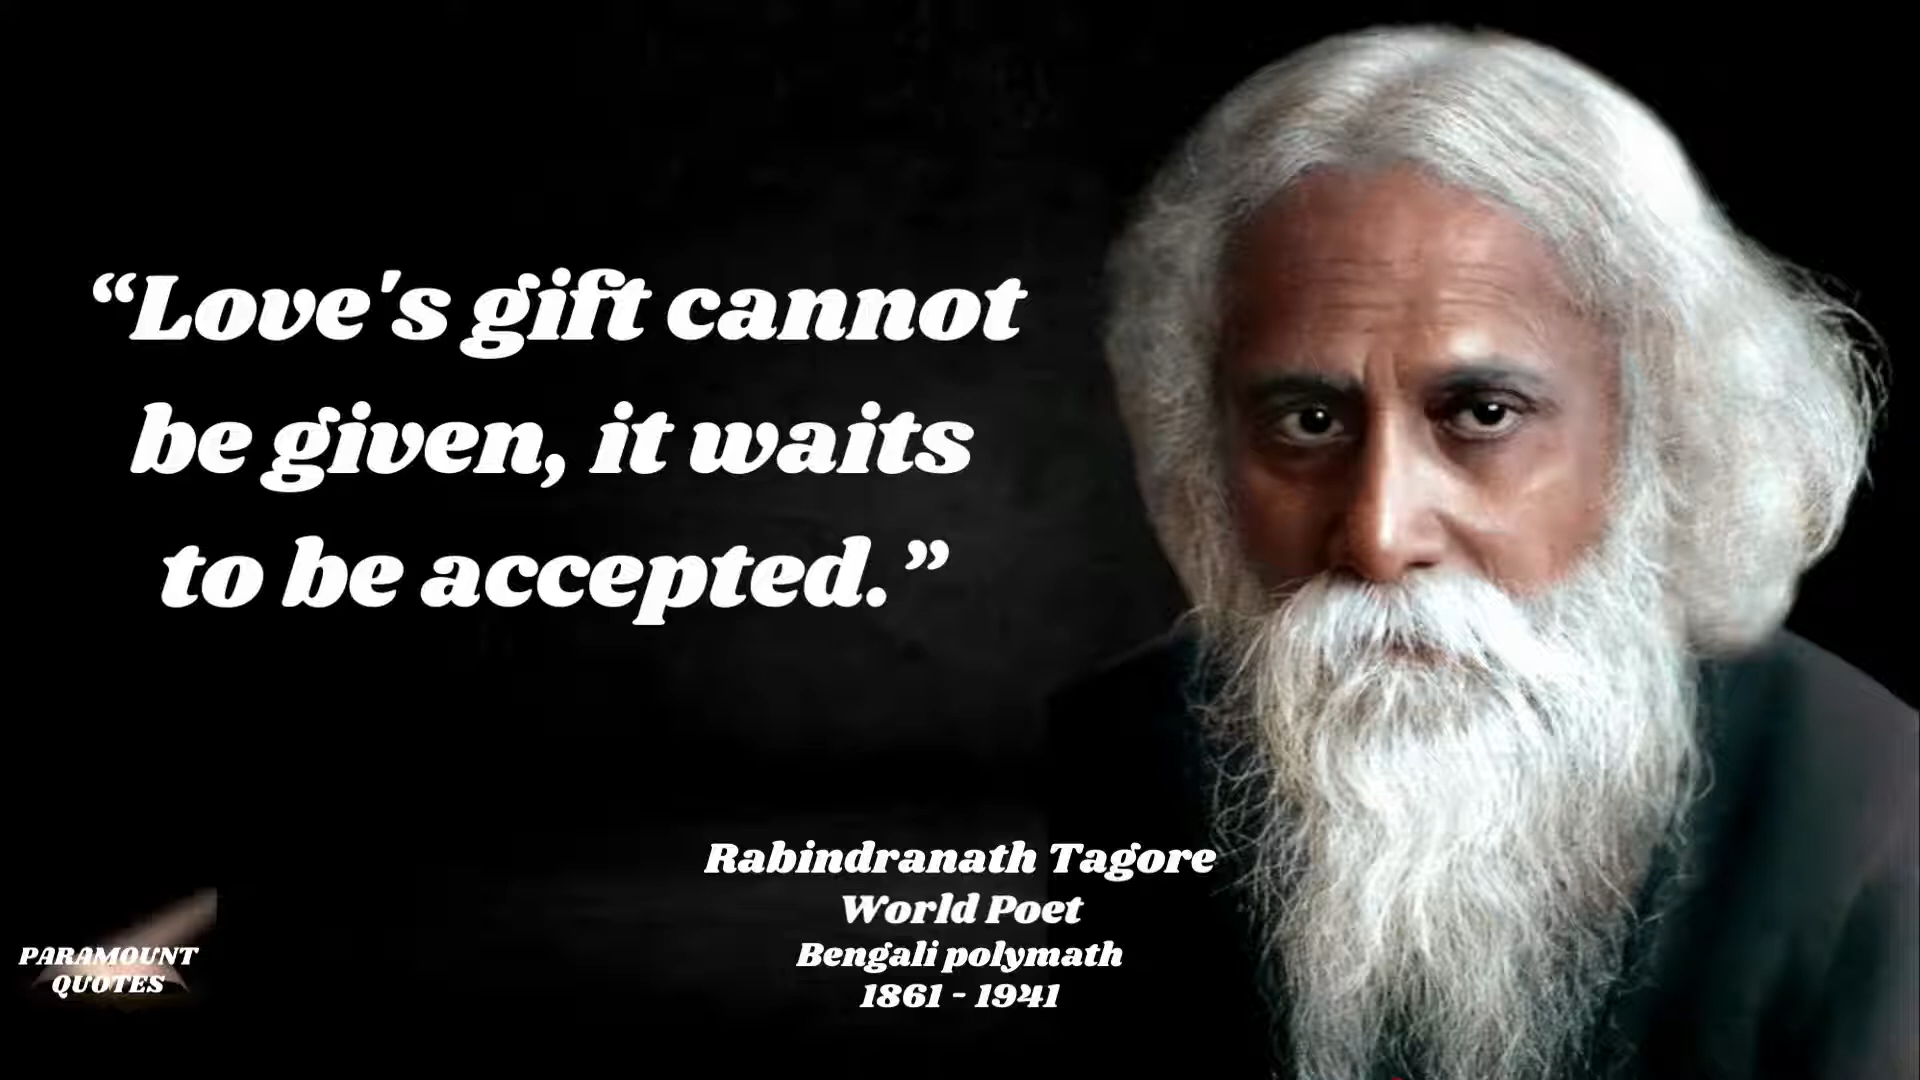 “Love's gift cannot
be given, it waits
to be accepted.”
Rabindranath Tagore
World Poet
Bengali polymath
1861 - 1941
PARAMOUNT
QUOTES